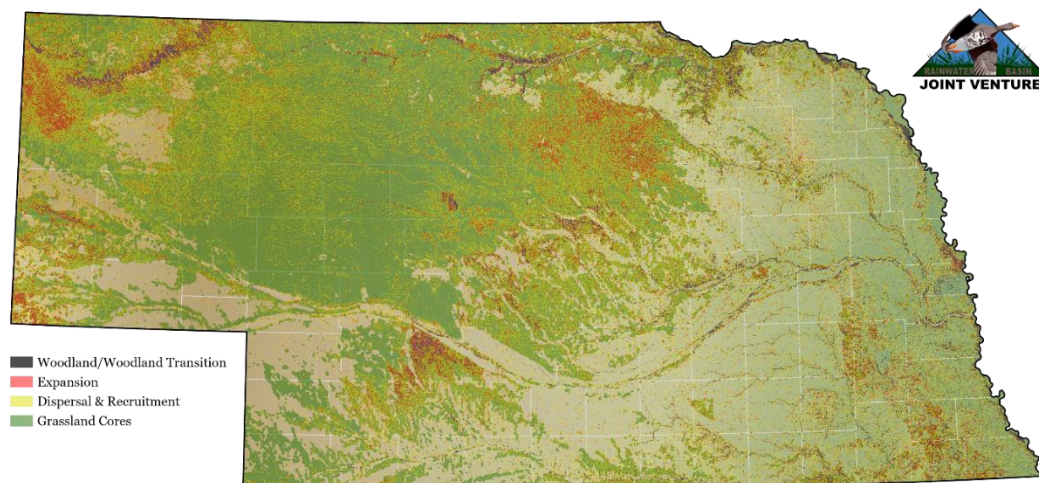 RAINWATER BASIN
JOINT VENTURE
Woodland/Woodland Transition
Expansion
Dispersal & Recruitment
Grassland Cores